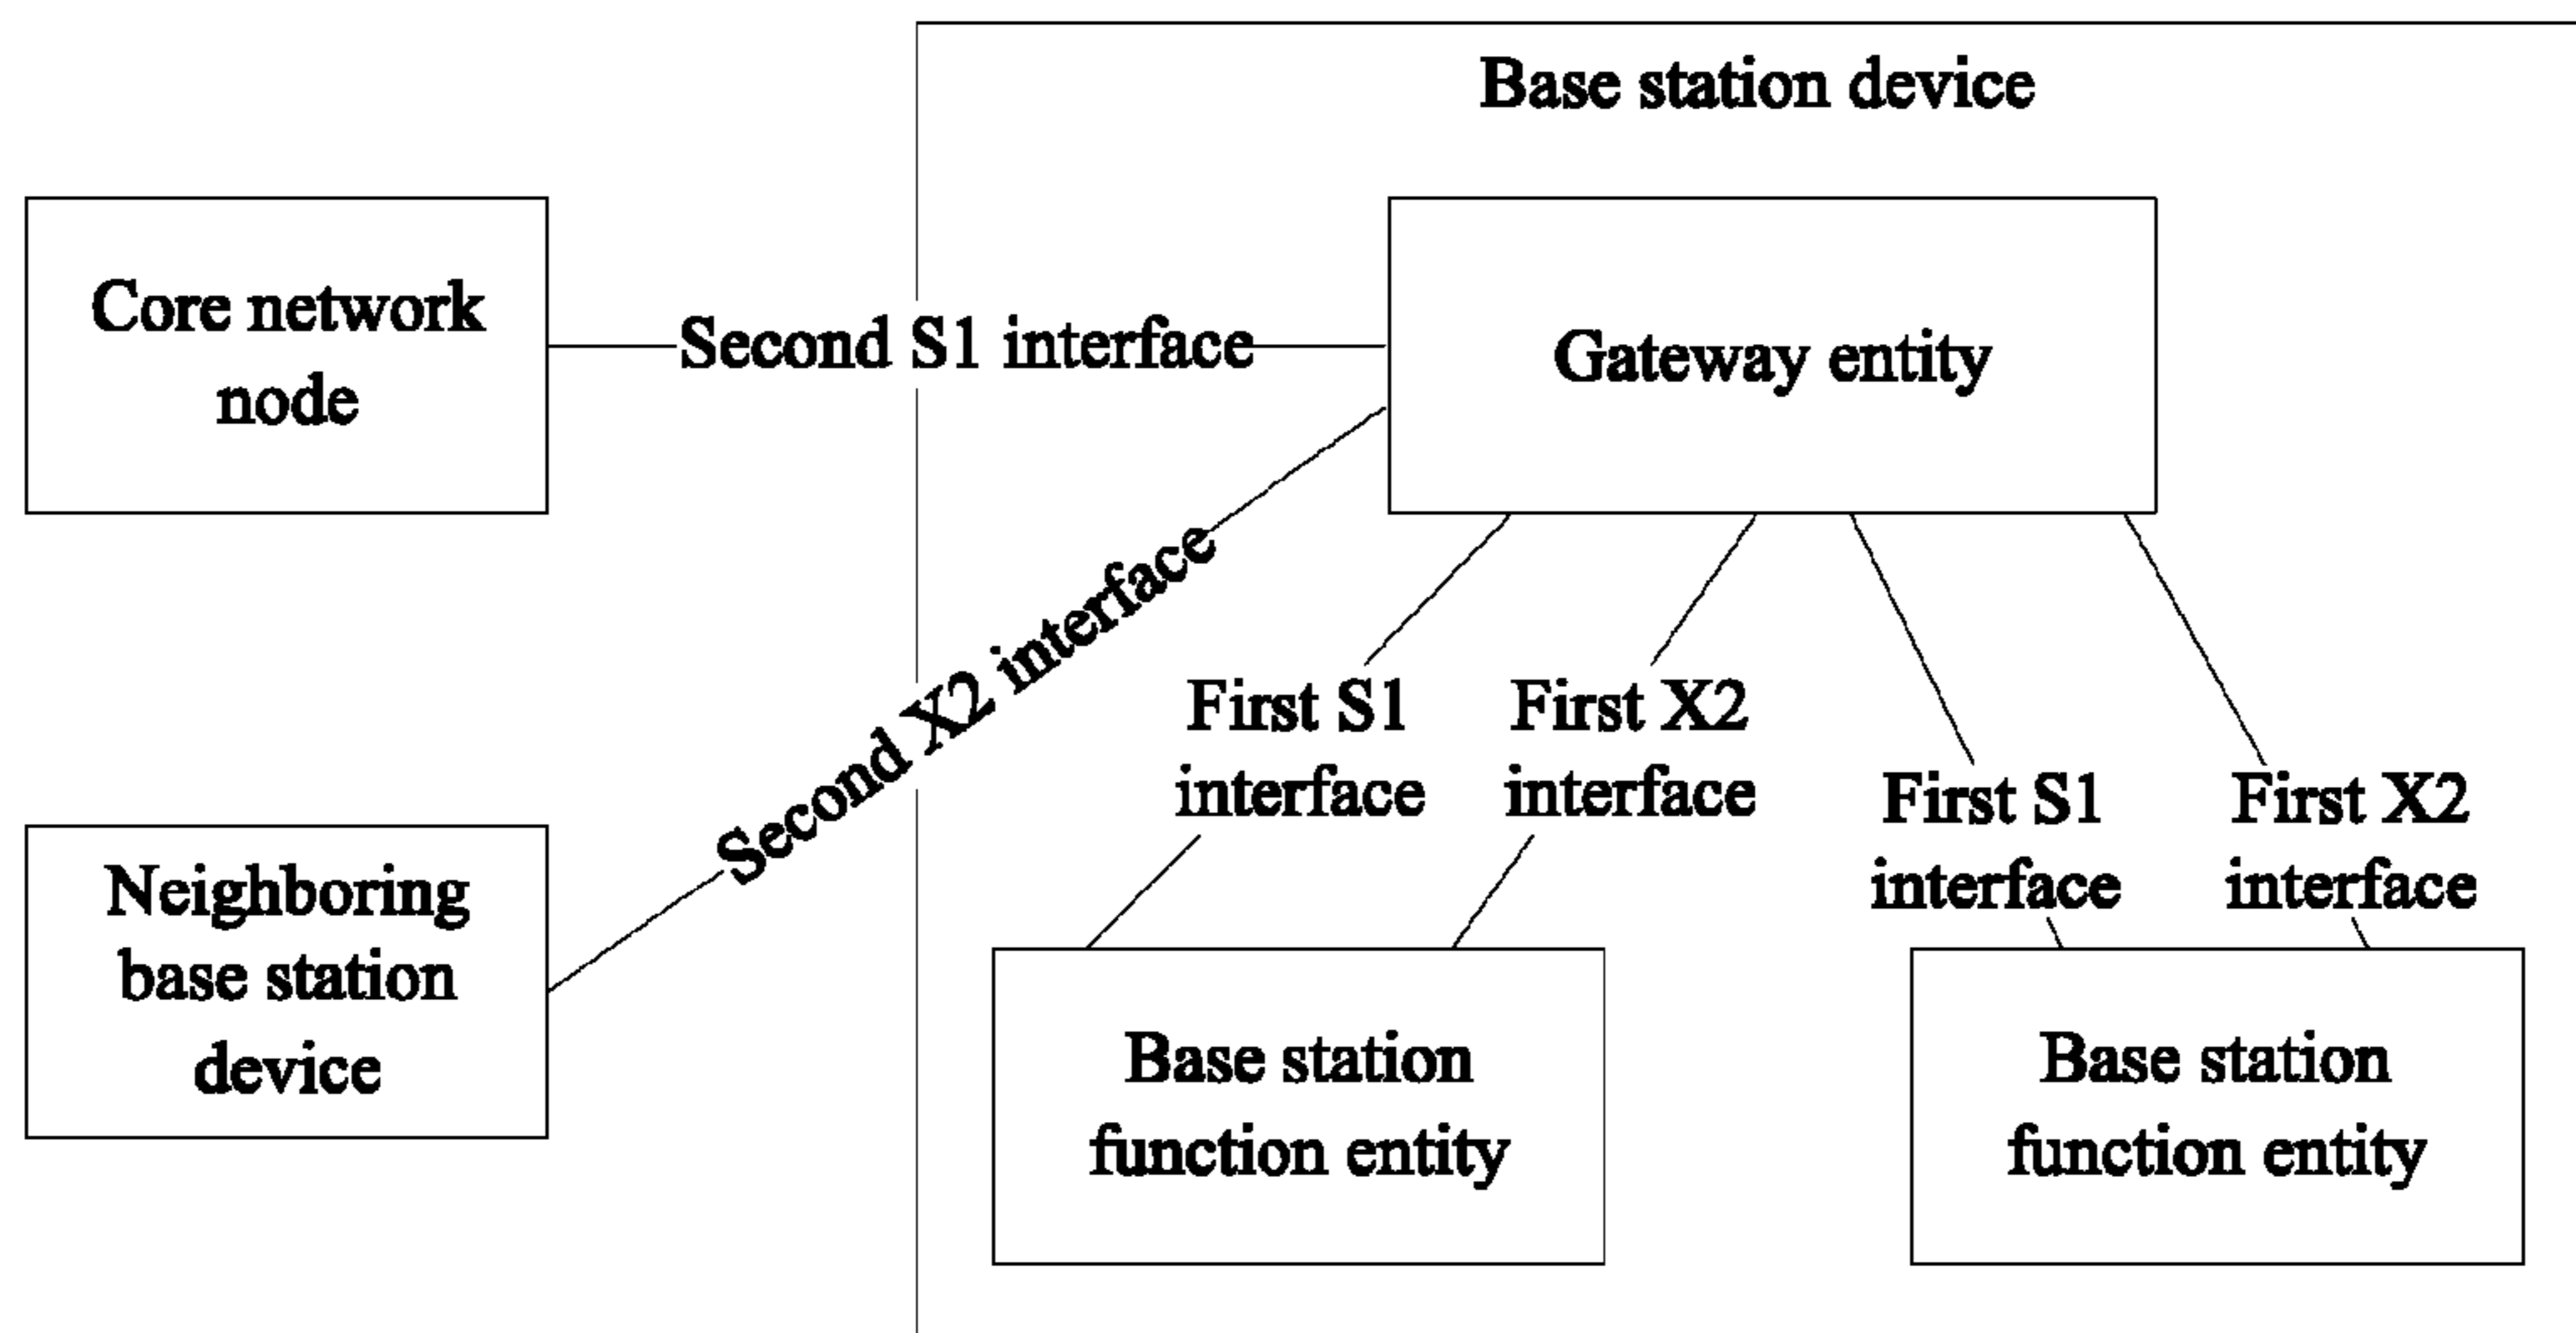 Base station device
Core network
node
Second S1 interface
Gateway entity
Second X2 interface
First S1
interface
First X2
interface
First S1
interface
First X2
interface
Neighboring
base station
device
Base station
function entity
Base station
function entity